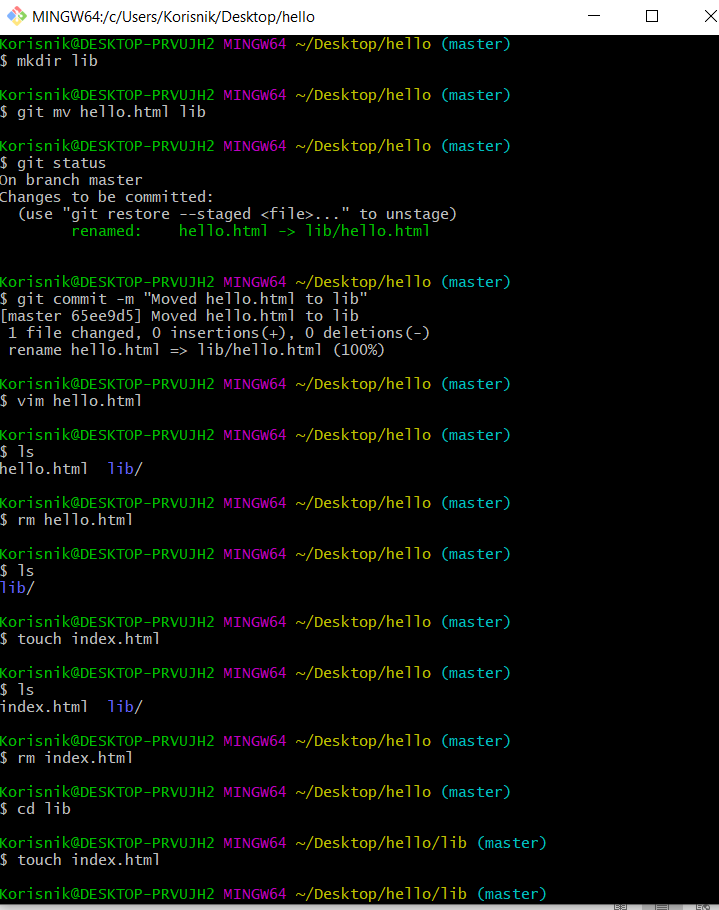 MINGW64:/c/Users/Korisnik/Desktop/hello
Korisnik@DESKTOP-PRVUJH2 MINGW64 ~/Desktop/hello (master)
$ mkdir lib
Korisnik@DESKTOP-PRVUJH2 MINGW64 ~/Desktop/hello (master)
$ git mv hello.html lib
Korisnik@DESKTOP-PRVUJH2 MINGW64 ~/Desktop/hello (master)
$ git status
On branch master
Changes to be committed:
  (use "git restore --staged <file>..." to unstage)
        renamed:    hello.html -> lib/hello.html
Korisnik@DESKTOP-PRVUJH2 MINGW64 ~/Desktop/hello (master)
$ git commit -m "Moved hello.html to lib"
[master 65ee9d5] Moved hello.html to lib
 1 file changed, 0 insertions(+), 0 deletions(-)
 rename hello.html => lib/hello.html (100%)
Korisnik@DESKTOP-PRVUJH2 MINGW64 ~/Desktop/hello (master)
$ vim hello.html
Korisnik@DESKTOP-PRVUJH2 MINGW64 ~/Desktop/hello (master)
$ ls
hello.html  lib/
Korisnik@DESKTOP-PRVUJH2 MINGW64 ~/Desktop/hello (master)
$ rm hello.html
Korisnik@DESKTOP-PRVUJH2 MINGW64 ~/Desktop/hello (master)
$ ls
lib/
Korisnik@DESKTOP-PRVUJH2 MINGW64 ~/Desktop/hello (master)
$ touch index.html
Korisnik@DESKTOP-PRVUJH2 MINGW64 ~/Desktop/hello (master)
$ ls
index.html  lib/
Korisnik@DESKTOP-PRVUJH2 MINGW64 ~/Desktop/hello (master)
$ rm index.html
Korisnik@DESKTOP-PRVUJH2 MINGW64 ~/Desktop/hello (master)
$ cd lib
Korisnik@DESKTOP-PRVUJH2 MINGW64 ~/Desktop/hello/lib (master)
$ touch index.html
Korisnik@DESKTOP-PRVUJH2 MINGW64 ~/Desktop/hello/lib (master)